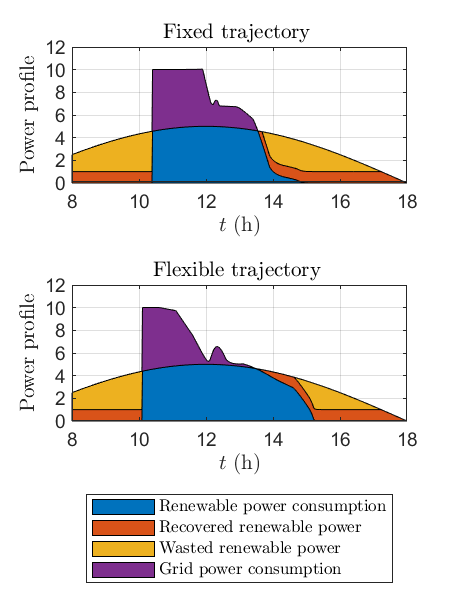 Fixed trajectory
Power profile
12
10
8
6
4
2
0
8 10 12 14 16 18
t (h)
Flexible trajectory
Power profile
12
10
8
6
4
2
0
8 10 12 14 16 18
t (h)
Renewable power consumption
Recovered renewable power
Wasted renewable power
Grid power consumption